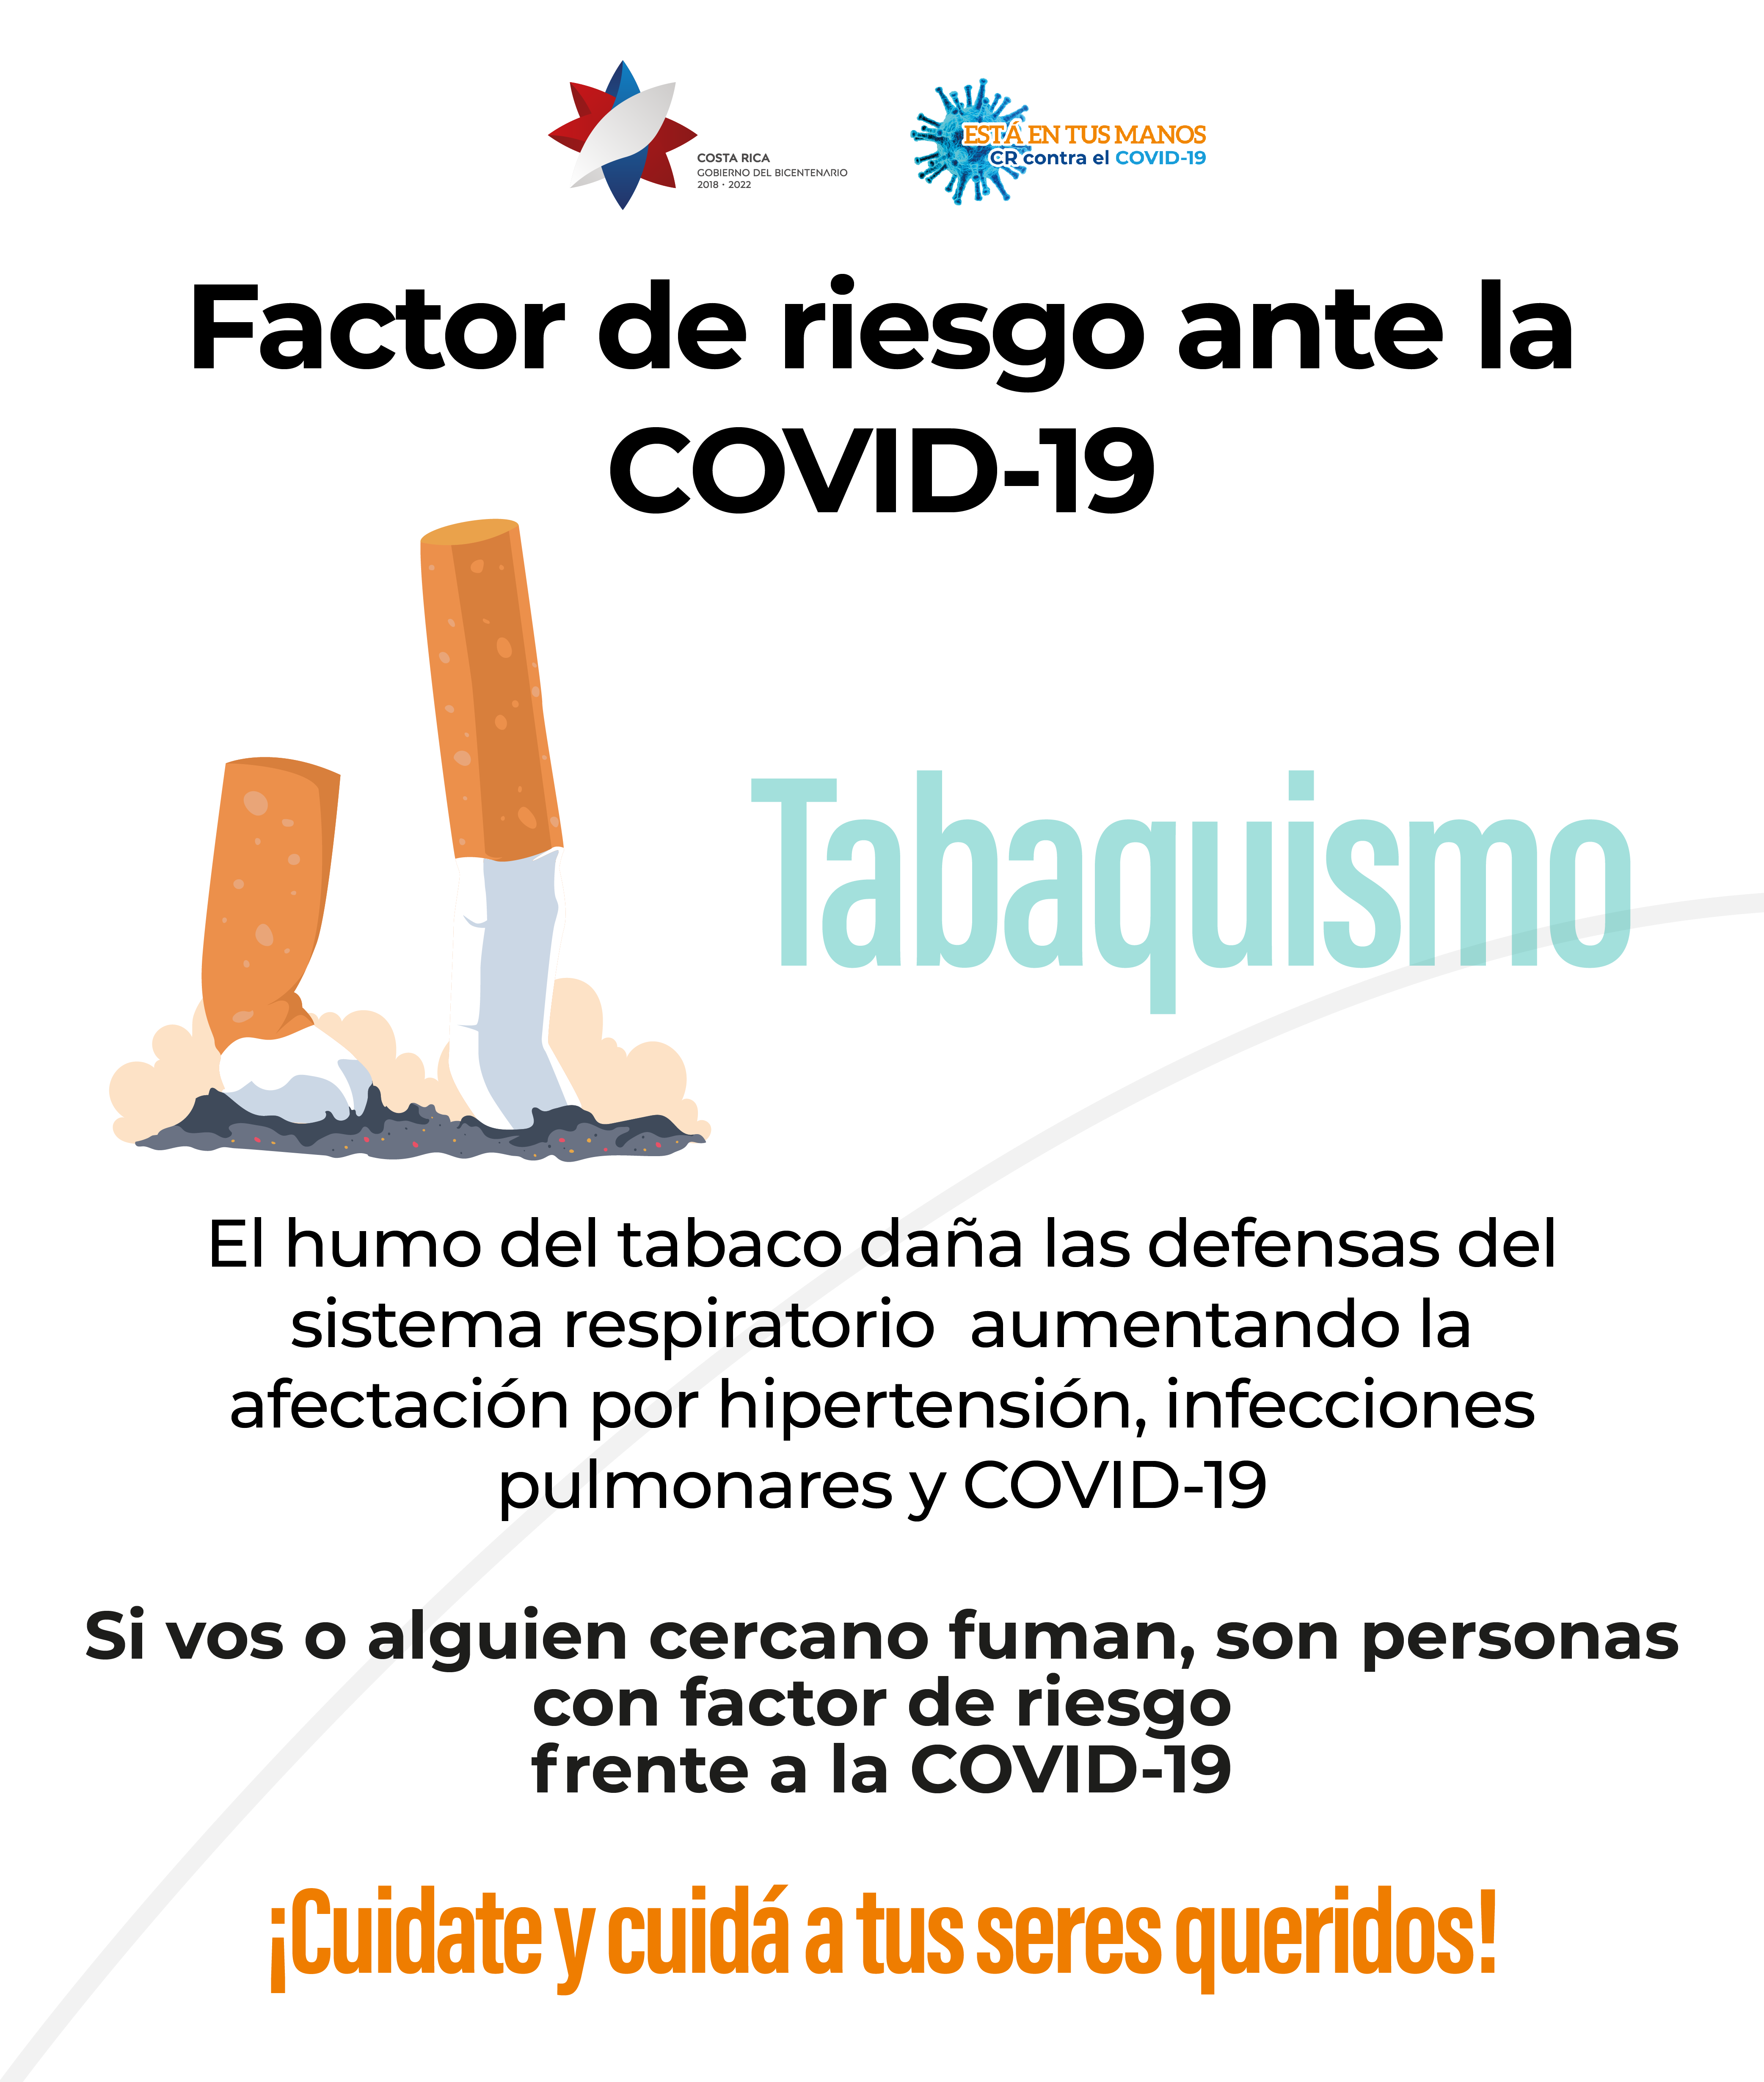 COSTA RICA
GOBIERNO DEL BICENTENARIO
2018 · 2022
ESTÁ EN TUS MANOS
CR contra el COVID-19
Factor de riesgo ante la
COVID-19
Tabaquismo
El humo del tabaco daña las defensas del
sistema respiratorio aumentando la
afectación por hipertensión, infecciones
pulmonares y COVID-19
Si vos o alguien cercano fuman, son personas
con factor de riesgo
frente a la COVID-19
¡Cuidate y cuidá a tus seres queridos!